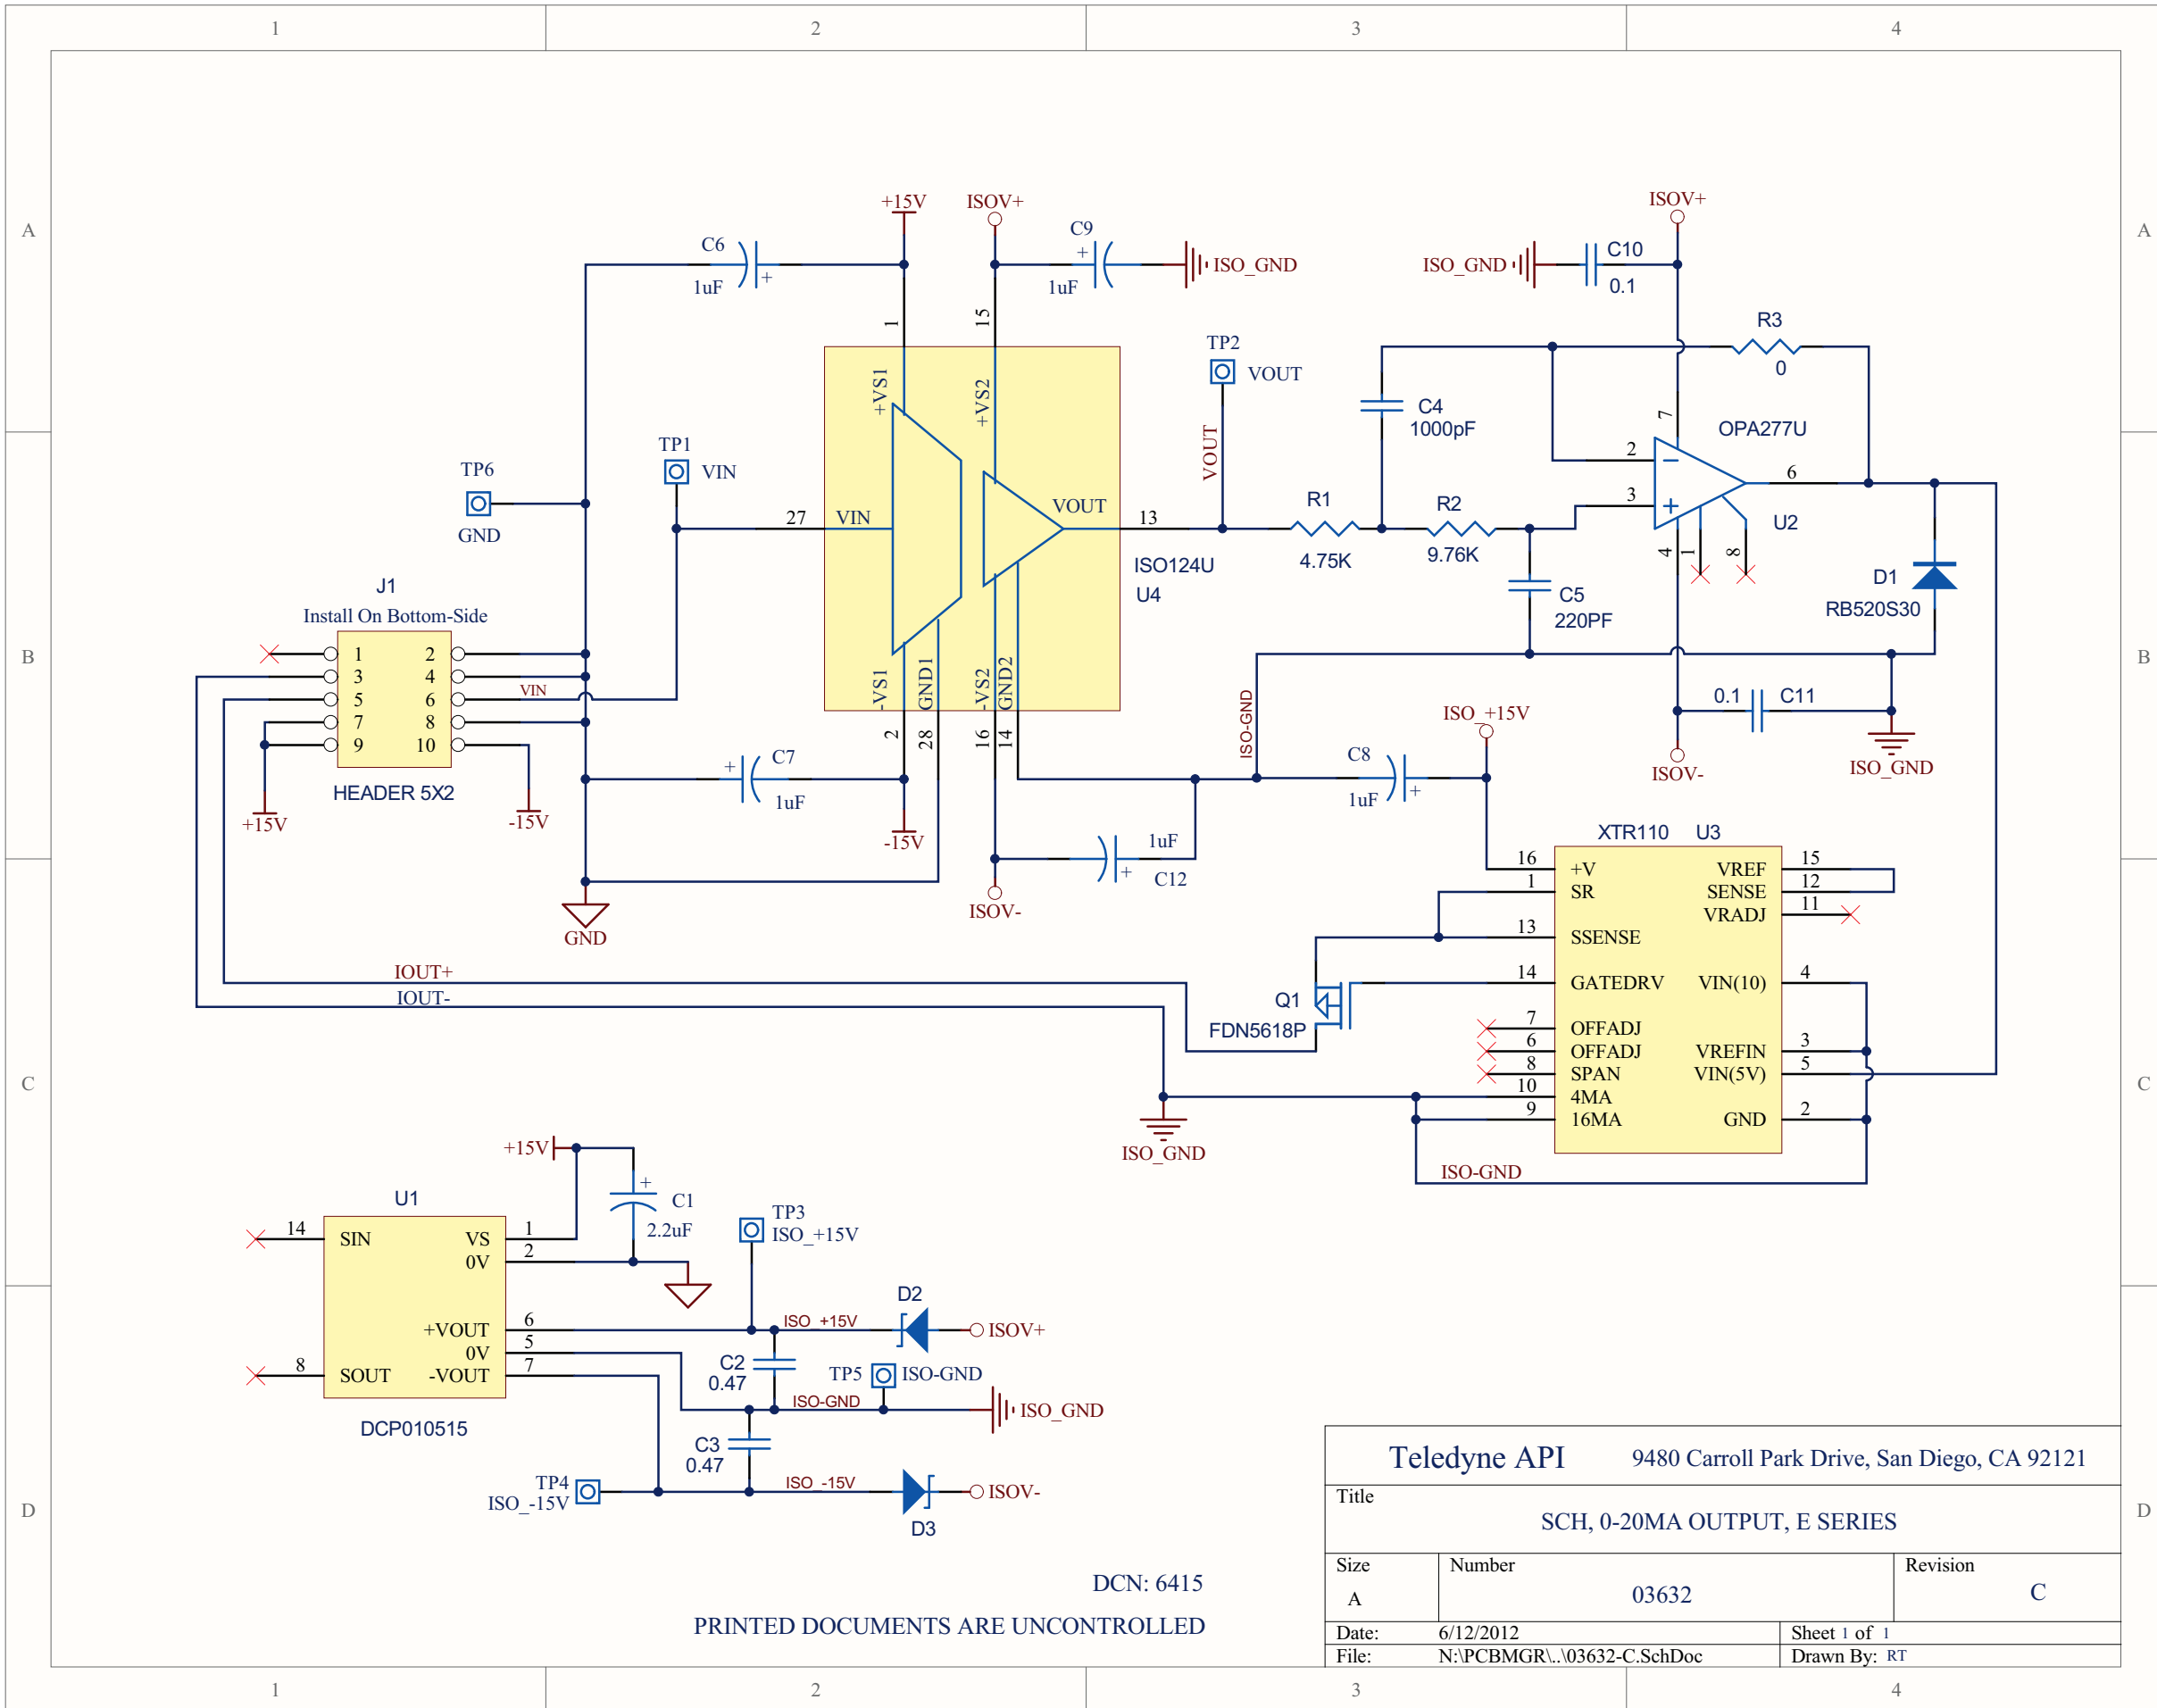 1 2 3 4
A A
+15V ISOV+ ISOV+
C6 C9 C10
ISO_GND ISO_GND
1uF 1uF 0.1
1 15
R3
0
TP2
VOUT
+VS1 +VS2
C4
1000pF
7
OPA277U
VOUT
TP1
VIN
TP6
GND
2
6
3
27 VIN VOUT 13
R1 R2
4.75K 9.76K
U2
4 1 8
ISO124U
U4
C5
220PF
D1
RB520S30
J1
Install On Bottom-Side
B B
1 2
3 4
5 6 VIN
7 8
9 10
HEADER 5X2
+15V -15V
-VS1 GND1 -VS2 GND2
2 28 16 14
C7
1uF
-15V
ISO-GND
ISO_+15V
0.1 C11
ISOV- ISO_GND
C8
1uF
1uF
C12
ISOV-
GND
XTR110 U3
16 +V VREF 15
1 SR SENSE 12
VRADJ 11
13 SSENSE
14 GATEDRV VIN(10) 4
7 OFFADJ
6 OFFADJ VREFIN 3
8 SPAN VIN(5V) 5
10 4MA
9 16MA GND 2
IOUT+
IOUT-
Q1
FDN5618P
C C
ISO_GND
ISO-GND
+15V
U1
C1
2.2uF
14 SIN VS 1
0V 2
+VOUT 6
0V 5
8 SOUT -VOUT 7
DCP010515
TP3
ISO_+15V
D2
ISO_+15V ISOV+
C2
0.47
TP5 ISO-GND
ISO-GND ISO_GND
C3
0.47
TP4
ISO_-15V
ISO_-15V ISOV-
D3
D D
Teledyne API 9480 Carroll Park Drive, San Diego, CA 92121
Title
SCH, 0-20MA OUTPUT, E SERIES
Size Number Revision
A 03632 C
Date: 6/12/2012 Sheet 1 of 1
File: N:\PCBMGR\..\03632-C.SchDoc Drawn By: RT
DCN: 6415
PRINTED DOCUMENTS ARE UNCONTROLLED
1 2 3 4